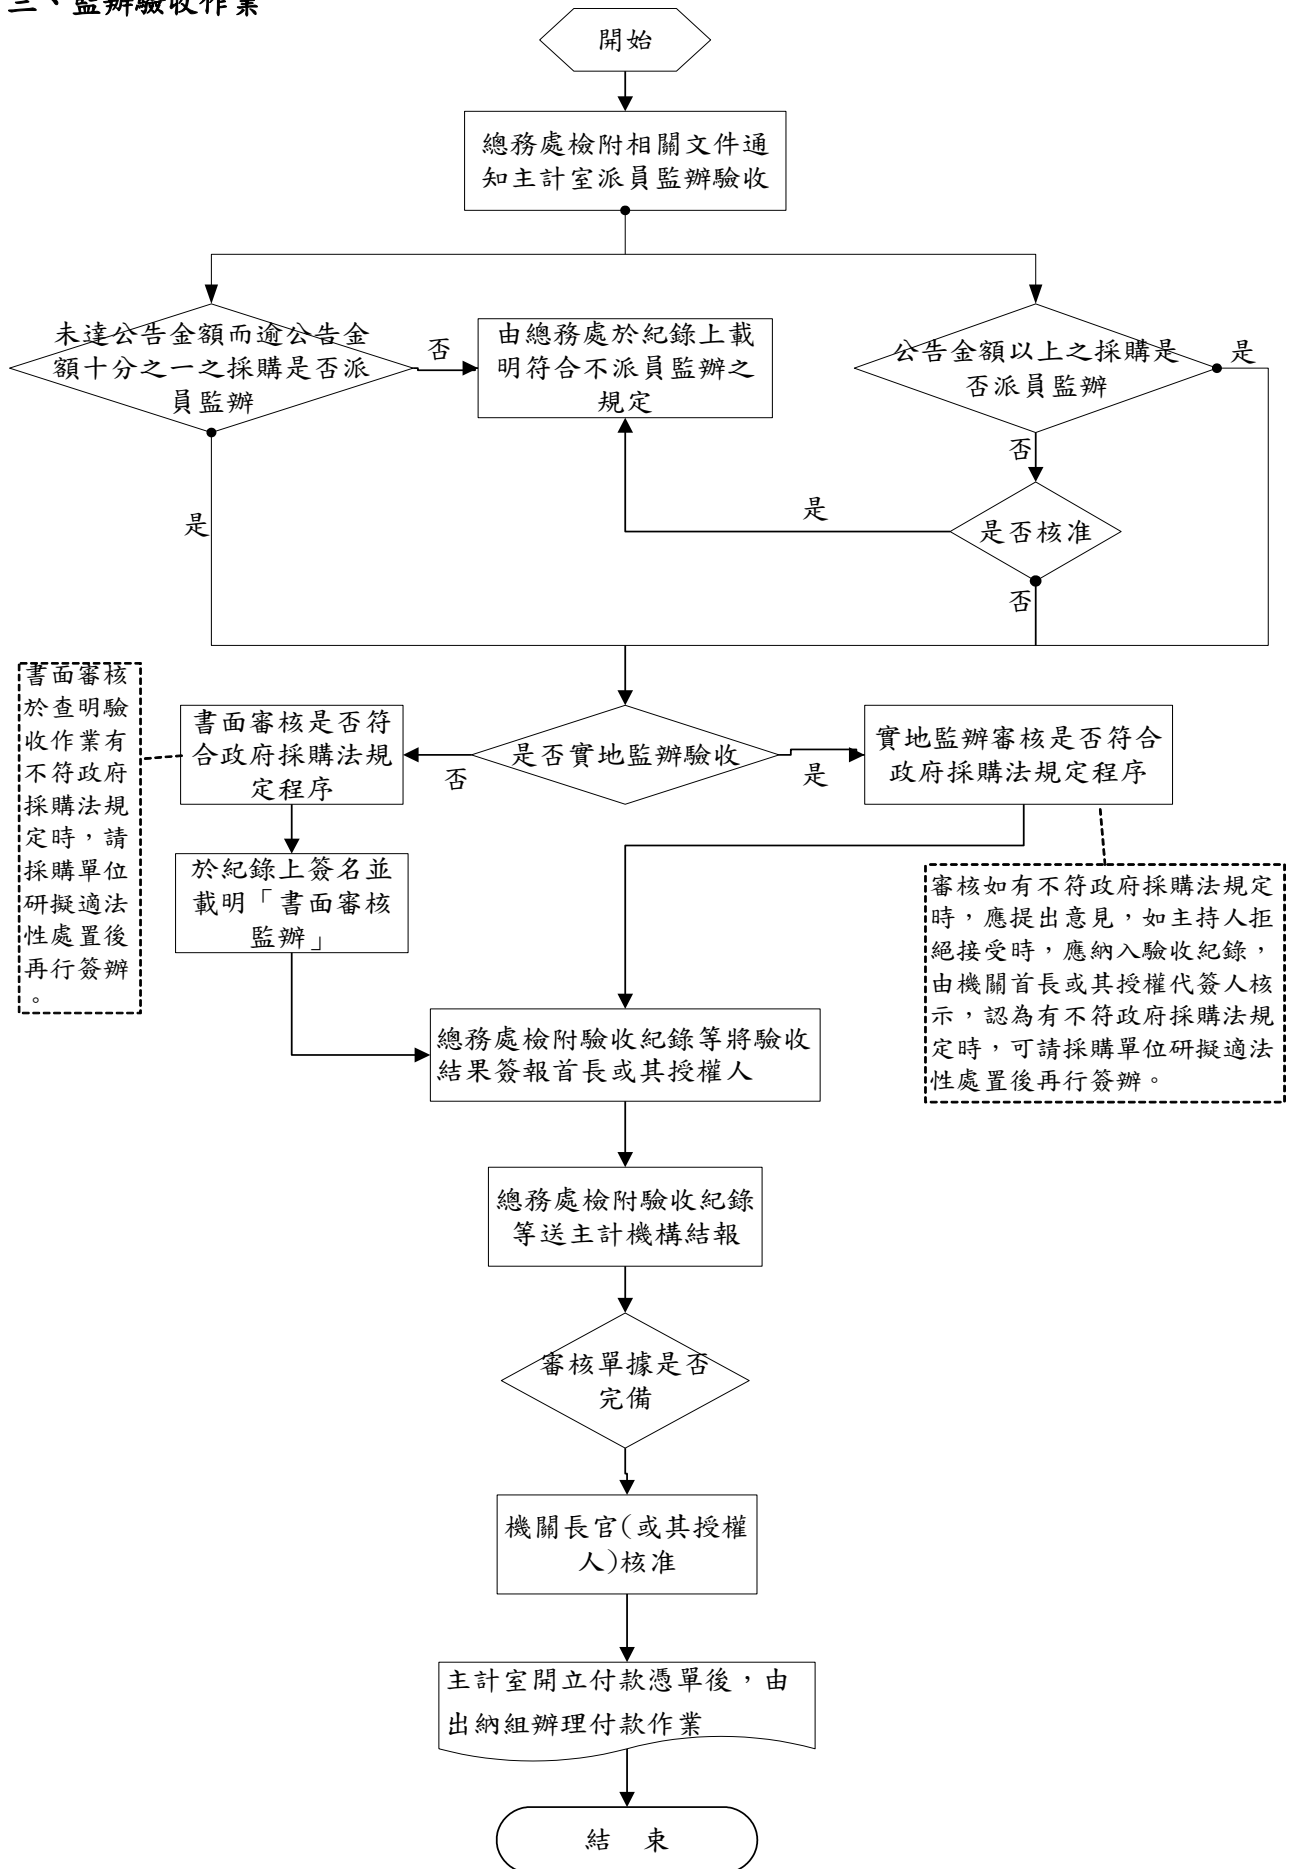 三、監辦驗收作業
開始
總務處檢附相關文件通
知主計室派員監辦驗收
未達公告金額而逾公告金
額十分之一之採購是否派
員監辦
否
由總務處於紀錄上載
明符合不派員監辦之
規定
公告金額以上之採購是
否派員監辦
是
否
是
是
是否核准
否
書面審核
於查明驗
收作業有
不符政府
採購法規
定時，請
採購單位
研擬適法
性處置後
再行簽辦
。
書面審核是否符
合政府採購法規
定程序
否
是否實地監辦驗收
是
實地監辦審核是否符合
政府採購法規定程序
於紀錄上簽名並
載明「書面審核
監辦」
審核如有不符政府採購法規定
時，應提出意見，如主持人拒
絕接受時，應納入驗收紀錄，
由機關首長或其授權代簽人核
示，認為有不符政府採購法規
定時，可請採購單位研擬適法
性處置後再行簽辦。
總務處檢附驗收紀錄等將驗收
結果簽報首長或其授權人
總務處檢附驗收紀錄
等送主計機構結報
審核單據是否
完備
機關長官(或其授權
人)核准
主計室開立付款憑單後，由
出納組辦理付款作業
結 束